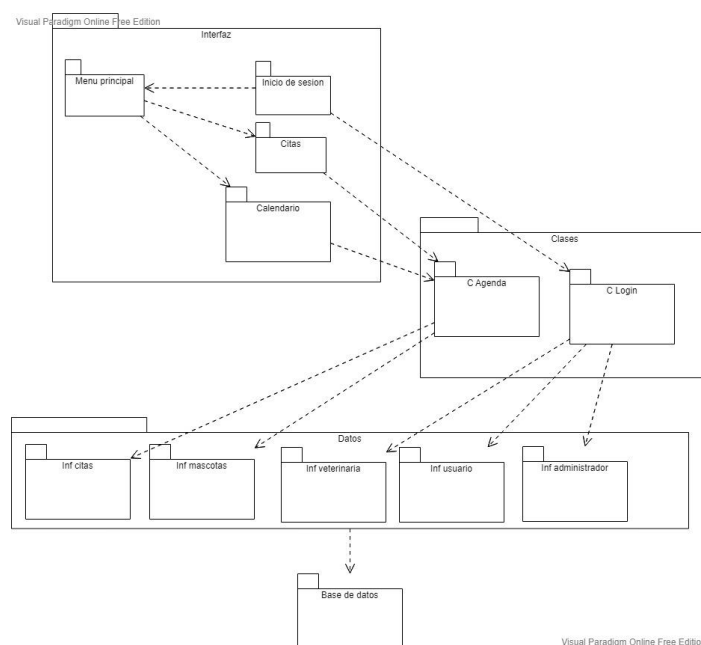 Visual Paradigm Online Free Edition
Interfaz
Menu principal
Inicio de sesion
Citas
Calendario
Clases
C Agenda
C Login
Datos
Inf citas
Inf mascotas
Inf veterinaria
Inf usuario
Inf administrador
Base de datos
Visual Paradigm Online Free Edition